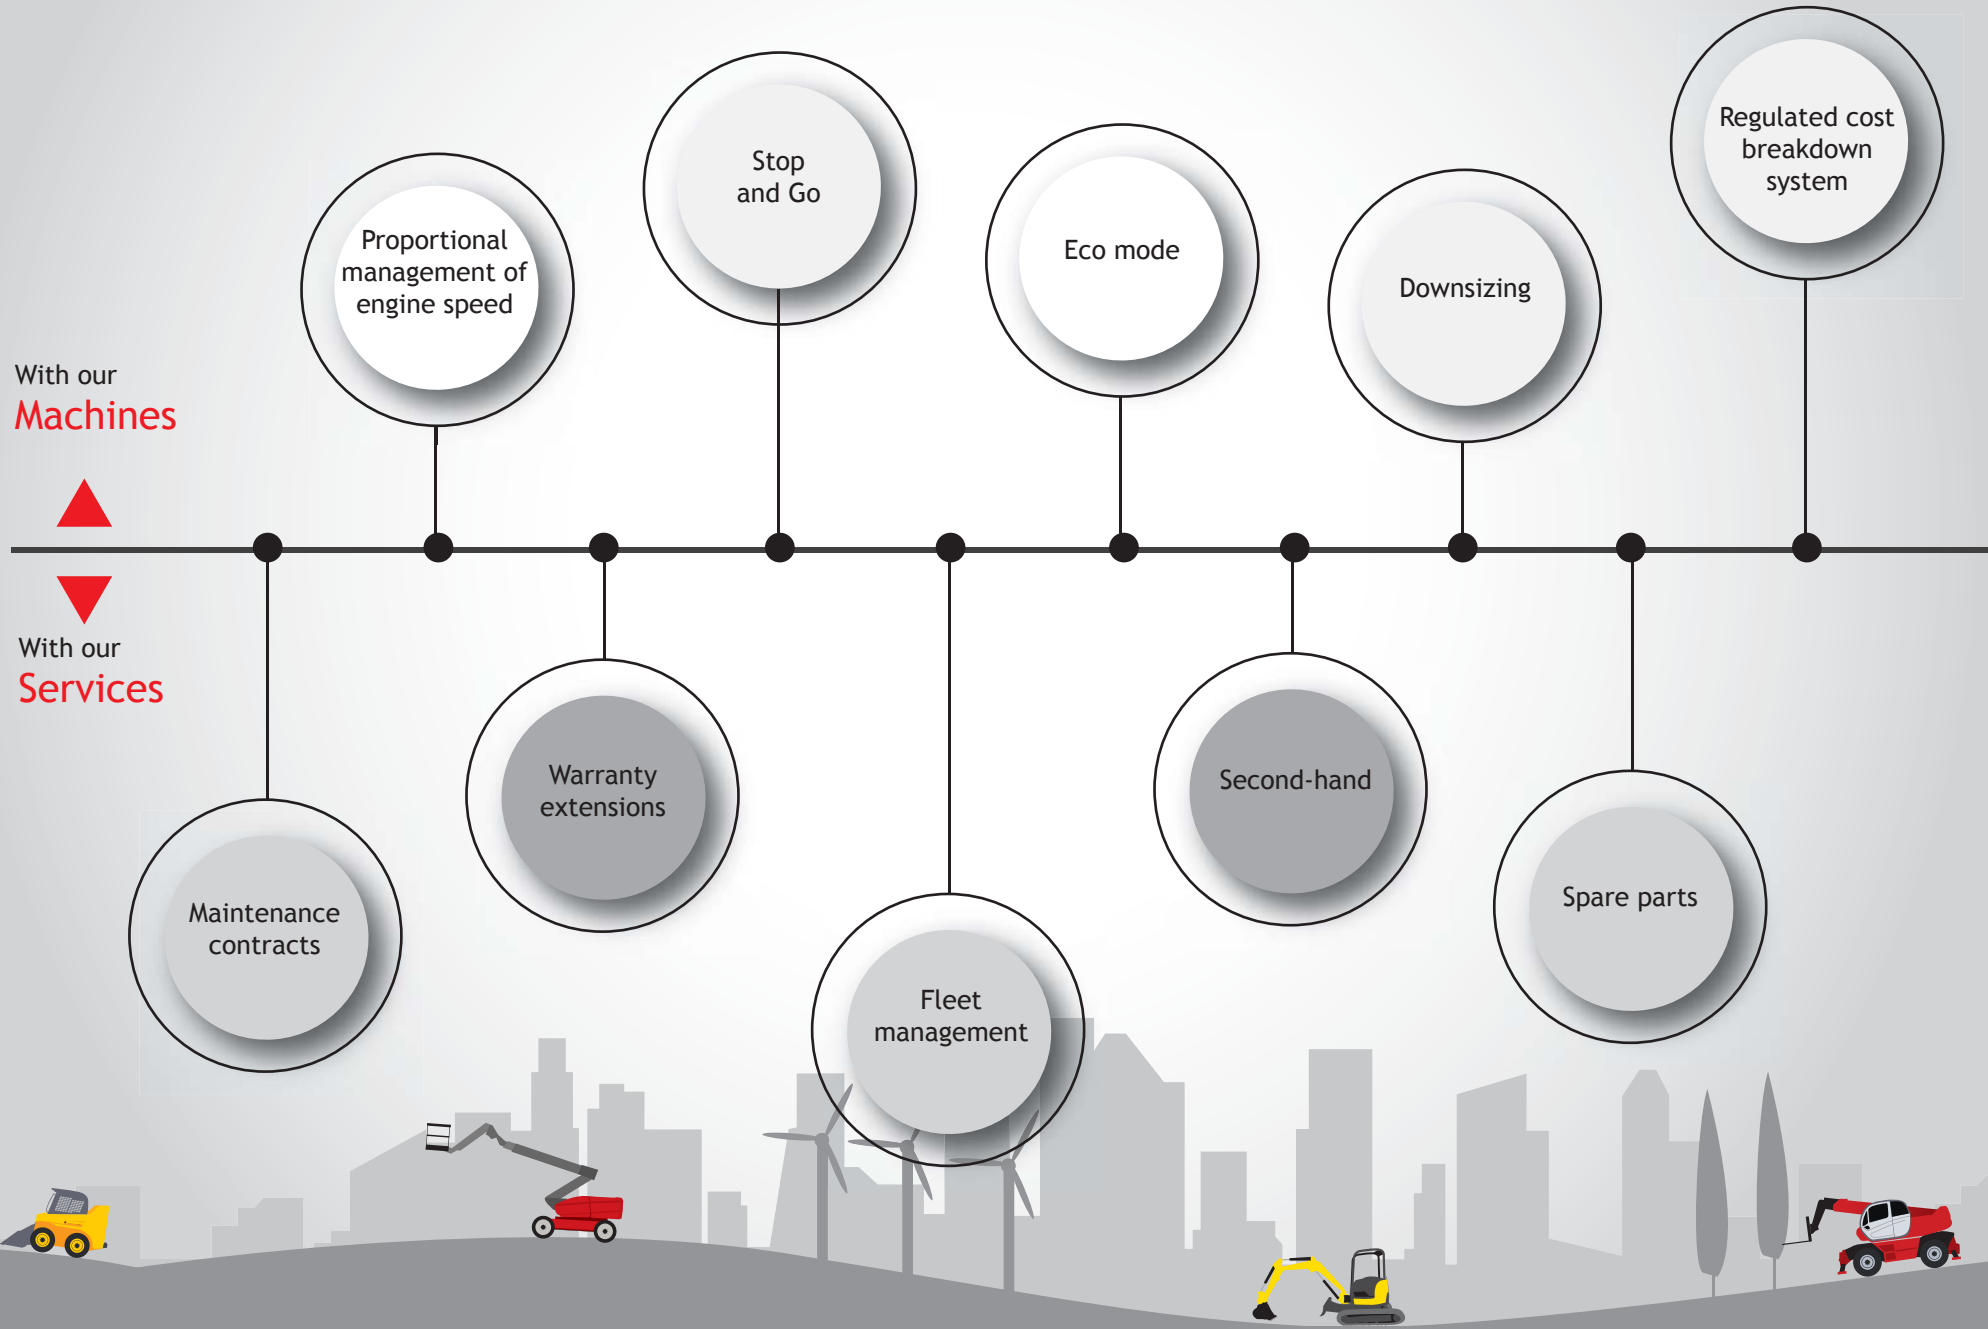 Regulated cost
breakdown
system
Stop
and Go
Proportional
management of
engine speed
Eco mode
Downsizing
With our
Machines
With our
Services
Warranty
extensions
Second-hand
Maintenance
contracts
Spare parts
Fleet
management